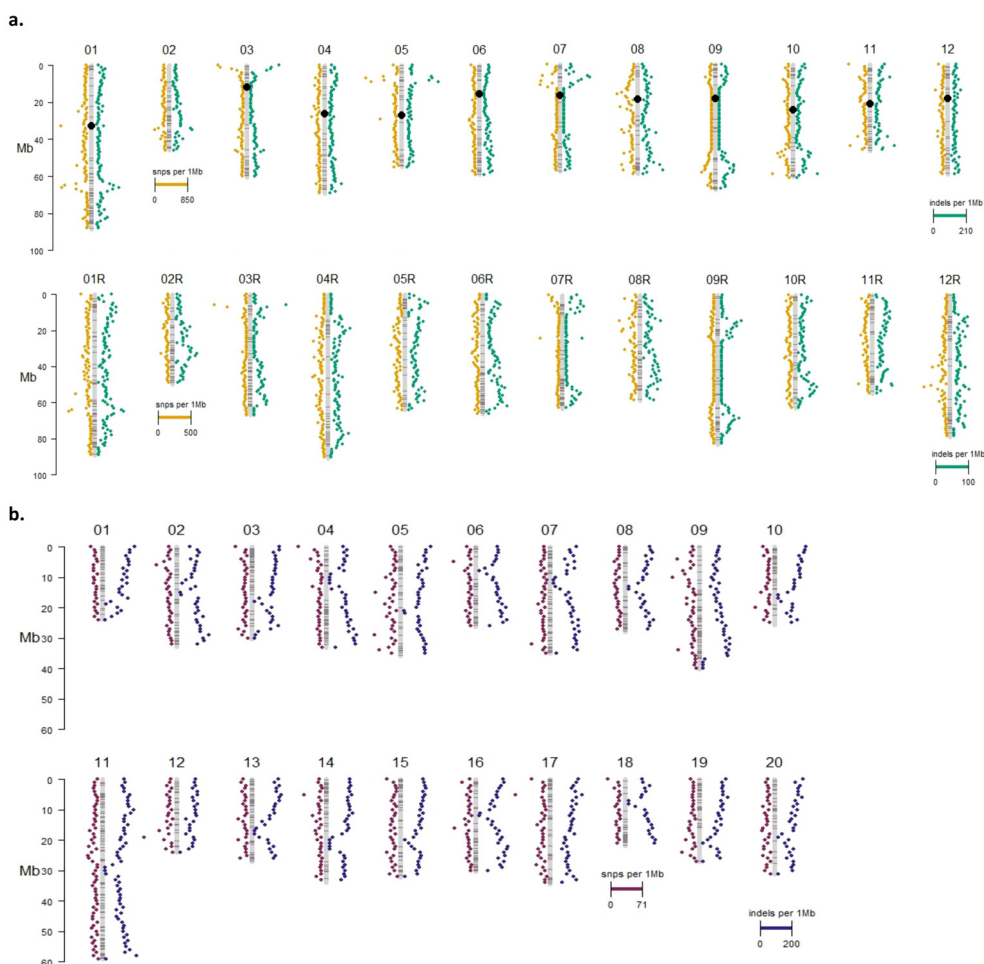 a.
01 02 03 04 05 06 07 08 09 10 11 12
0
20
40
Mb
60
80
100
snps per 1Mb
0 850
indels per 1Mb
0 210
01R 02R 03R 04R 05R 06R 07R 08R 09R 10R 11R 12R
0
20
40
Mb
60
80
100
snps per 1Mb
0 500
indels per 1Mb
0 100
b.
01 02 03 04 05 06 07 08 09 10
0
10
20
Mb 30
40
50
60
11 12 13 14 15 16 17 18 19 20
0
10
20
Mb 30
40
50
60
snps per 1Mb
0 71
indels per 1Mb
0 200